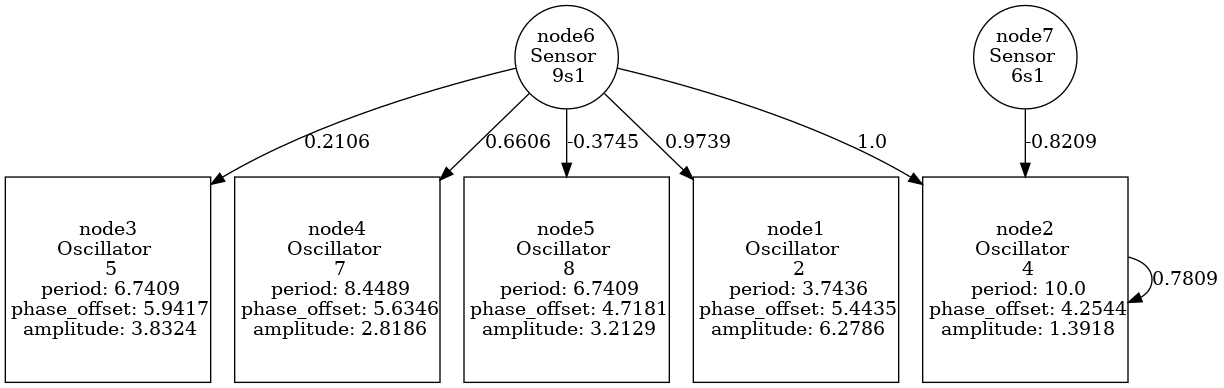 node6
Sensor
9s1
node7
Sensor
6s1
0.2106
0.6606
-0.3745
0.9739
1.0
-0.8209
node3
Oscillator
5
period: 6.7409
phase_offset: 5.9417
amplitude: 3.8324
node4
Oscillator
7
period: 8.4489
phase_offset: 5.6346
amplitude: 2.8186
node5
Oscillator
8
period: 6.7409
phase_offset: 4.7181
amplitude: 3.2129
node1
Oscillator
2
period: 3.7436
phase_offset: 5.4435
amplitude: 6.2786
node2
Oscillator
4
period: 10.0
phase_offset: 4.2544
amplitude: 1.3918
0.7809